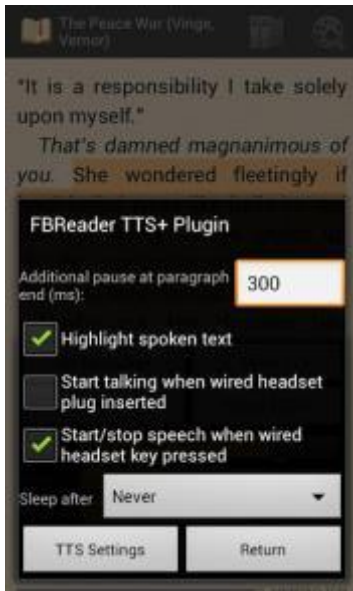 The Peace War (Vinge,
Vernor)
"It is a responsibility I take solely
upon myself."
That's damned magnanimous of
you. She wondered fleetingly if
FBReader TTS+ Plugin
Additional pause at paragraph
end (ms):
300
Highlight spoken text
Start talking when wired headset
plug inserted
Start/stop speech when wired
headset key pressed
Sleep after
Never
TTS Settings
Return